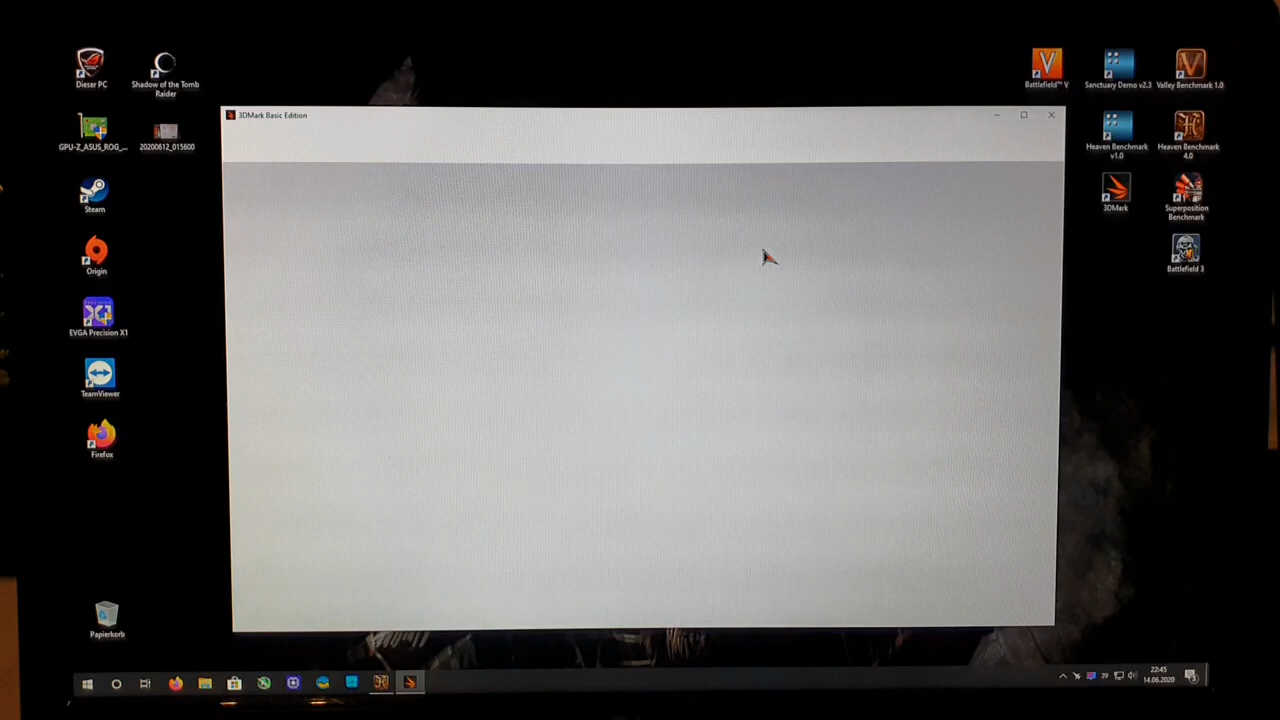 Dieser PC
Shadow of the Tomb
Raider
GPU-Z_ASUS_ROG_...
20200612_015600
Steam
Origin
EVGA Precision X1
TeamViewer
Firefox
Papierkorb
3DMark Basic Edition
Battlefield™ V
Sanctuary Demo v2.3
Valley Benchmark 1.0
Heaven Benchmark
v1.0
Heaven Benchmark
4.0
3DMark
Superposition
Benchmark
Battlefield 3
39
22:45
14.06.2020
3